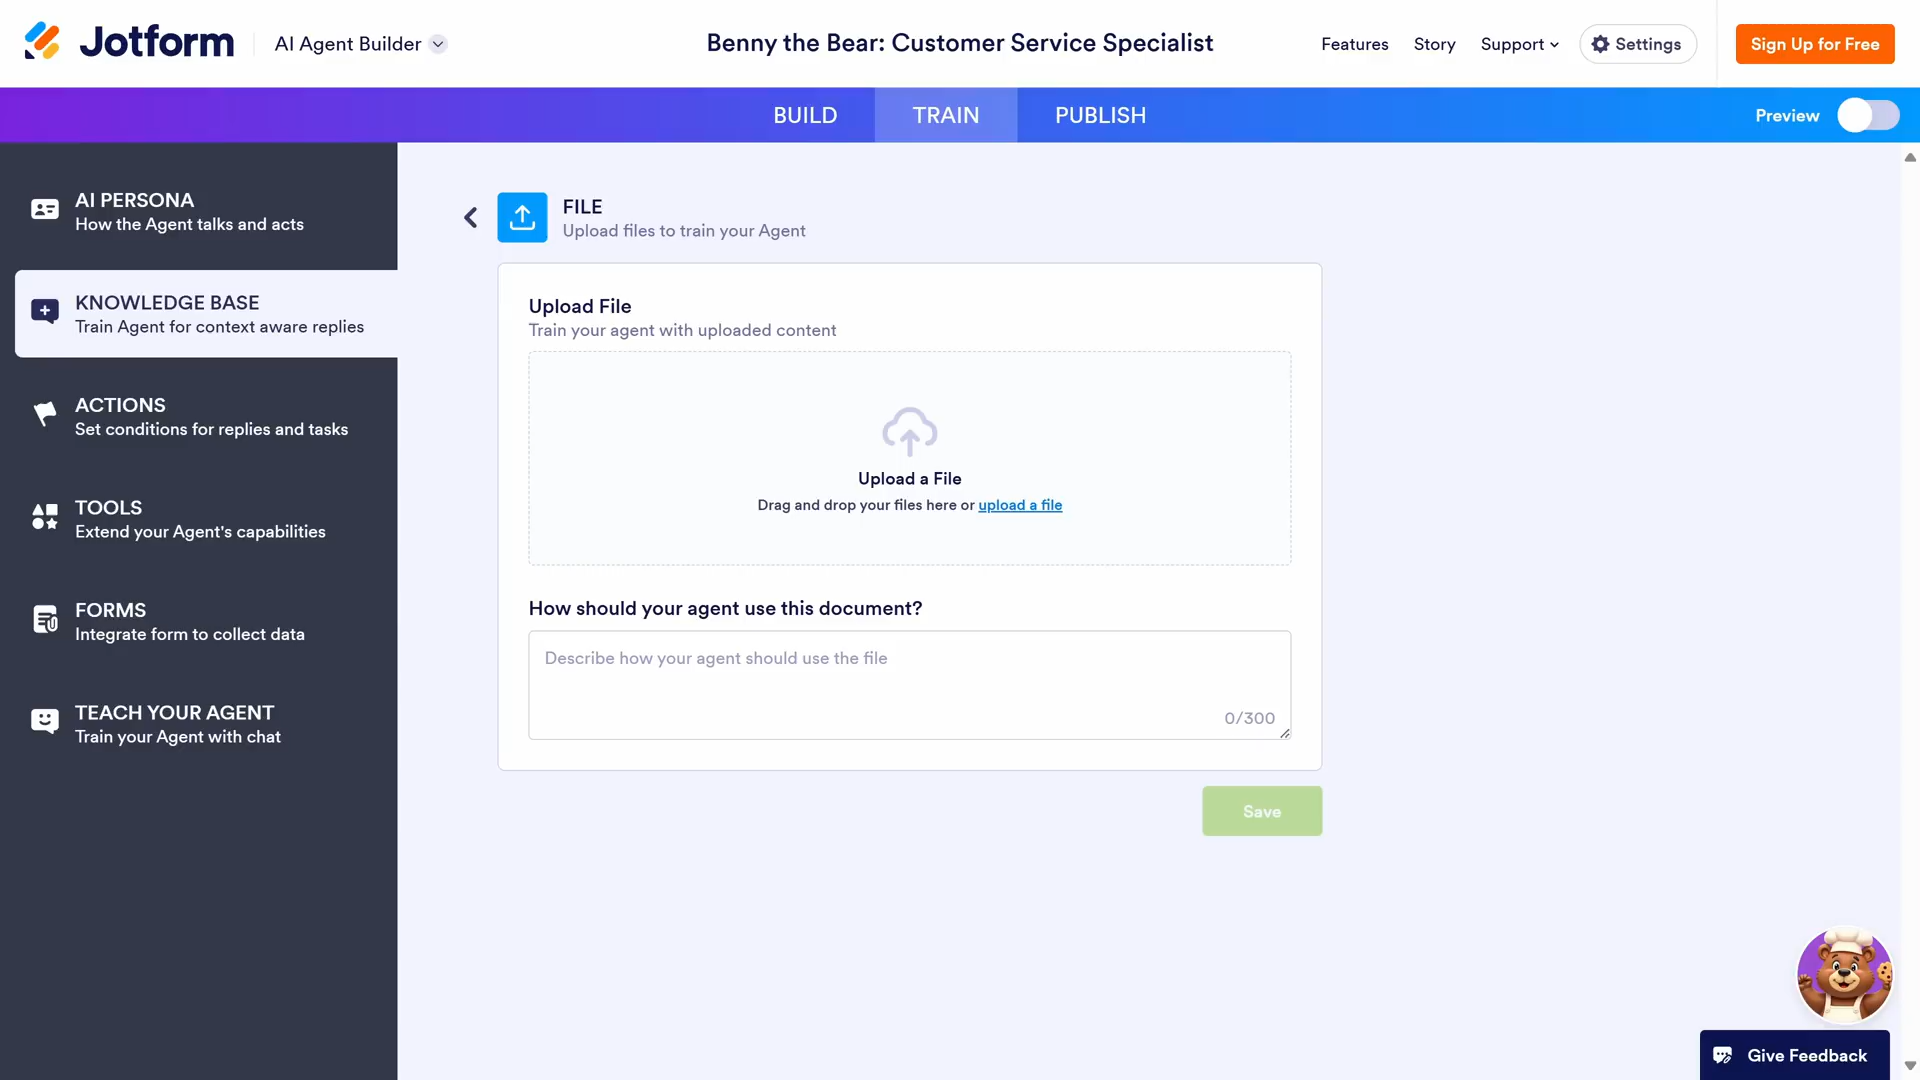 Jotform
AI Agent Builder
Benny the Bear: Customer Service Specialist
Features
Story
Support
Settings
Sign Up for Free
BUILD
TRAIN
PUBLISH
Preview
AI PERSONA
How the Agent talks and acts
KNOWLEDGE BASE
Train Agent for context aware replies
ACTIONS
Set conditions for replies and tasks
TOOLS
Extend your Agent's capabilities
FORMS
Integrate form to collect data
TEACH YOUR AGENT
Train your Agent with chat
FILE
Upload files to train your Agent
Upload File
Train your agent with uploaded content
Upload a File
Drag and drop your files here or upload a file
How should your agent use this document?
Describe how your agent should use the file
0/300
Save
Give Feedback